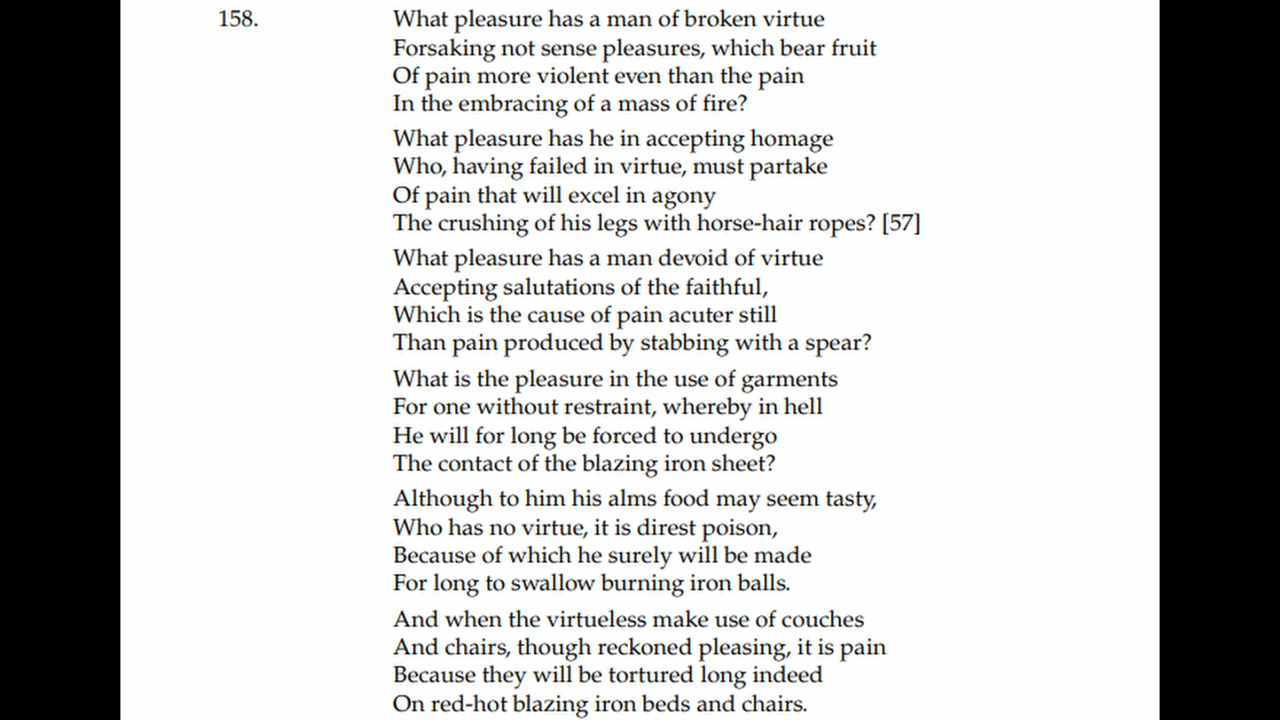 158. What pleasure has a man of broken virtue
Forsaking not sense pleasures, which bear fruit
Of pain more violent even than the pain
In the embracing of a mass of fire?
What pleasure has he in accepting homage
Who, having failed in virtue, must partake
Of pain that will excel in agony
The crushing of his legs with horse-hair ropes? [57]
What pleasure has a man devoid of virtue
Accepting salutations of the faithful,
Which is the cause of pain acuter still
Than pain produced by stabbing with a spear?
What is the pleasure in the use of garments
For one without restraint, whereby in hell
He will for long be forced to undergo
The contact of the blazing iron sheet?
Although to him his alms food may seem tasty,
Who has no virtue, it is direst poison,
Because of which he surely will be made
For long to swallow burning iron balls.
And when the virtueless make use of couches
And chairs, though reckoned pleasing, it is pain
Because they will be tortured long indeed
On red-hot blazing iron beds and chairs.